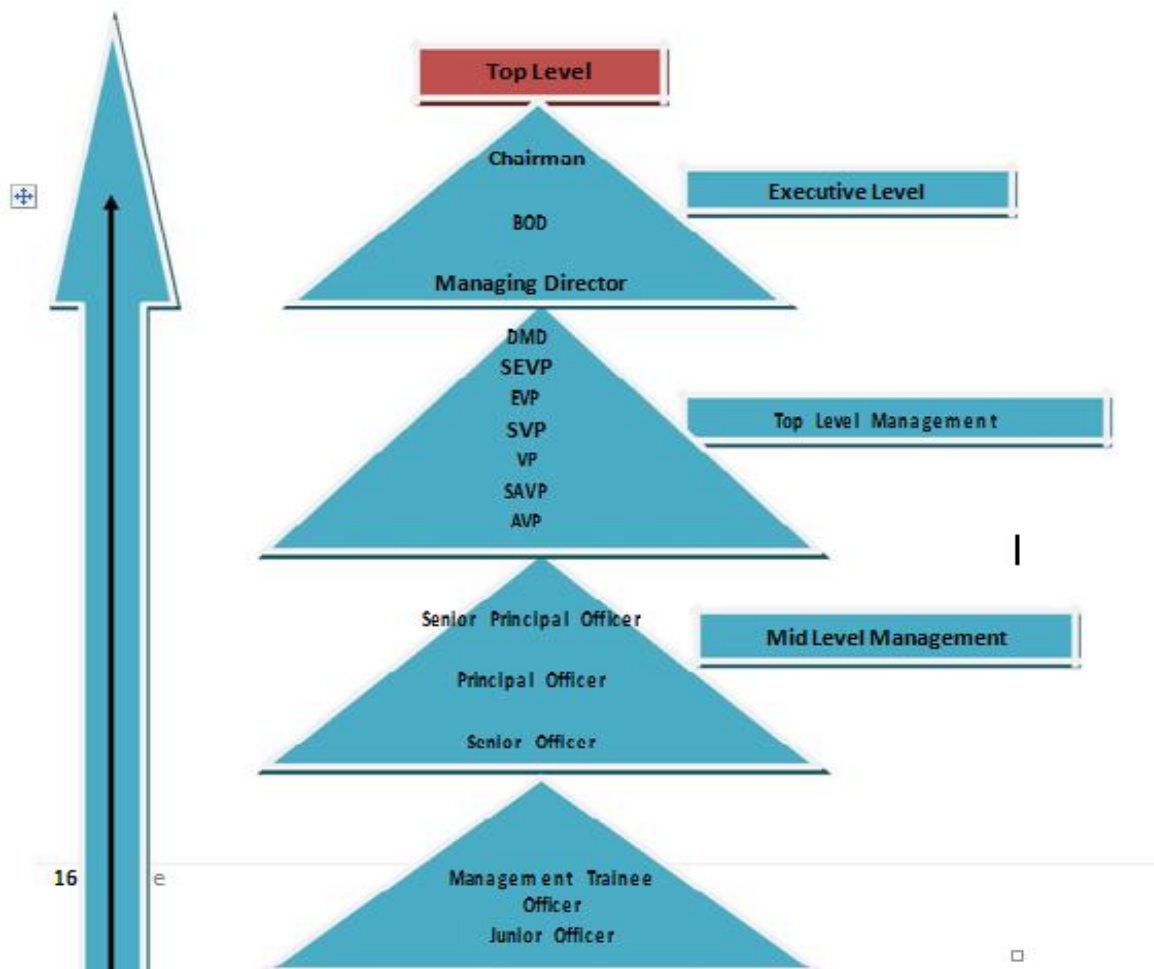 Top Level
Chairman
Executive Level
BOD
Managing Director
DMD
SEVP
EVP
Top Level Management
SVP
VP
SAVP
AVP
Senior Principal Officer
Mid Level Management
Principal Officer
Senior Officer
16 e
Management Trainee
Officer
Junior Officer